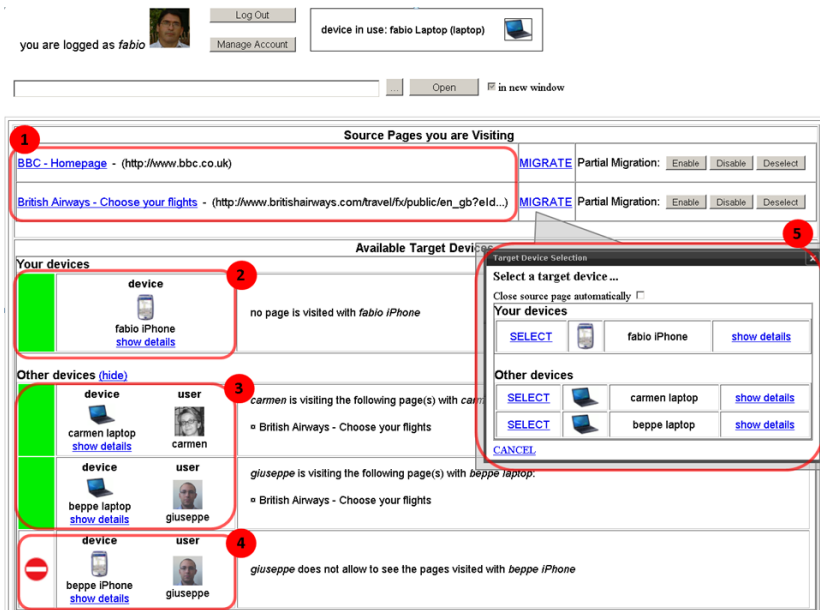 Log Out
you are logged as fabio
Manage Account
device in use: fabio Laptop (laptop)
... Open in new window
1
Source Pages you are Visiting
BBC - Homepage - (http://www.bbc.co.uk) MIGRATE Partial Migration: Enable Disable Deselect
British Airways - Choose your flights - (http://www.britishairways.com/travel/fx/public/en_gb?eId...) MIGRATE Partial Migration: Enable Disable Deselect
Available Target Devices
Your devices
2
device
fabio iPhone
show details
no page is visited with fabio iPhone
Other devices (hide)
3
device user
carmen laptop carmen
show details
carmen is visiting the following page(s) with
British Airways - Choose your flights
device user
beppe laptop giuseppe
show details
giuseppe is visiting the following page(s) with beppe laptop:
British Airways - Choose your flights
4
device user
beppe iPhone giuseppe
show details
giuseppe does not allow to see the pages visited with beppe iPhone
5
Target Device Selection x
Select a target device ...
Close source page automatically
Your devices
SELECT fabio iPhone show details
Other devices
SELECT carmen laptop show details
SELECT beppe laptop show details
CANCEL